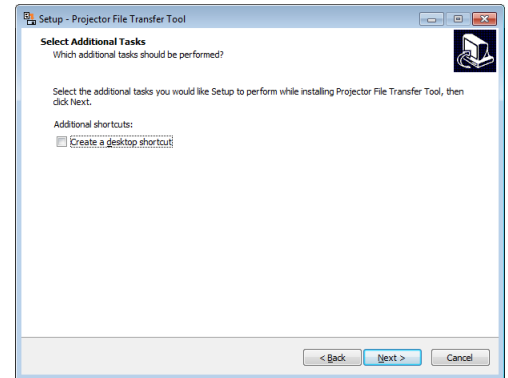 Setup - Projector File Transfer Tool
Select Additional Tasks
Which additional tasks should be performed?
Select the additional tasks you would like Setup to perform while installing Projector File Transfer Tool, then
click Next.
Additional shortcuts:
Create a desktop shortcut
< Back
Next >
Cancel